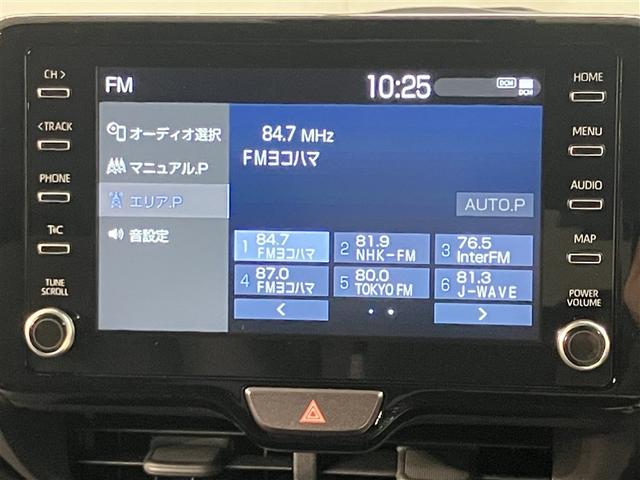 CH >
< TRACK
PHONE
T&C
TUNE
SCROLL
FM
10:25
DCM
DCM
オーディオ選択
マニュアル.P
エリア.P
音設定
84.7 MHz
FMヨコハマ
AUTO.P
1 84.7 FMヨコハマ
2 81.9 NHK-FM
3 76.5 InterFM
4 87.0 FMヨコハマ
5 80.0 TOKYO FM
6 81.3 J-WAVE
<
>
HOME
MENU
AUDIO
MAP
POWER
VOLUME